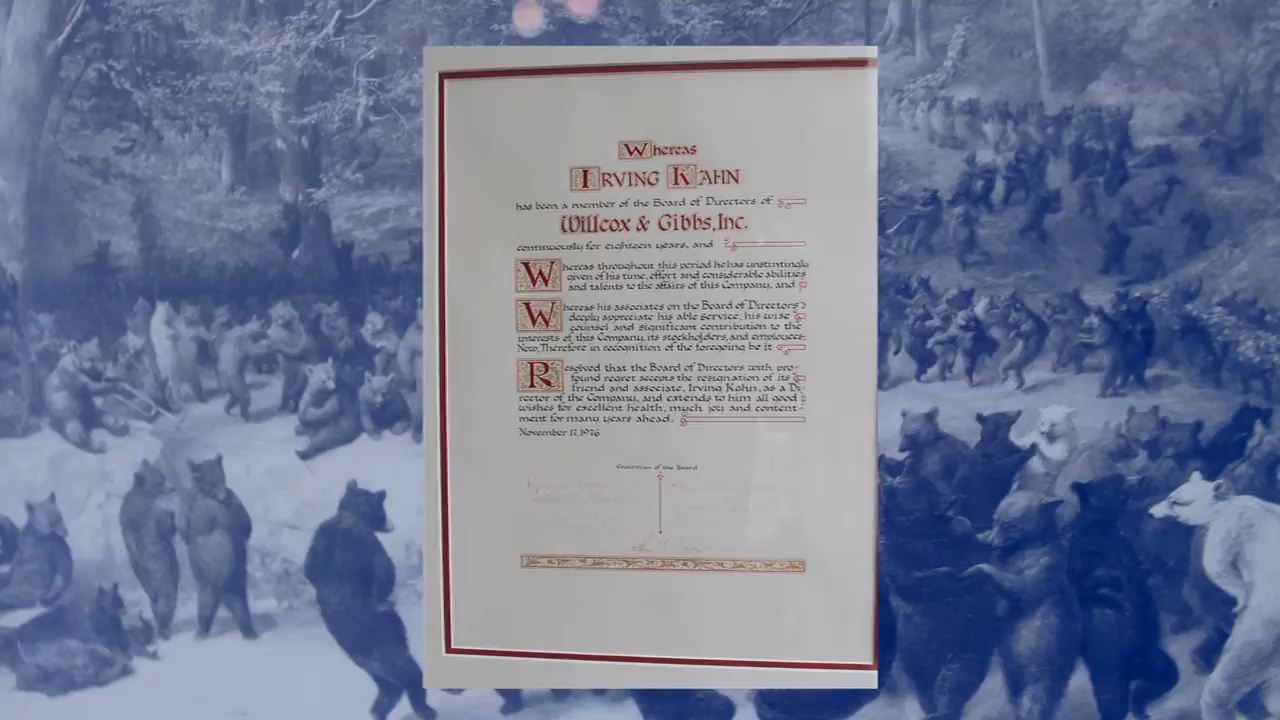 Whereas
IRVING KAHN
has been a member of the Board of Directors of
Willcox & Gibbs, Inc.
continuously for eighteen years, and
Whereas throughout this period he has unstintingly
given of his time, effort and considerable abilities
and talents to the affairs of this Company, and
Whereas his associates on the Board of Directors
deeply appreciate his able service, his wise
counsel and significant contribution to the
interests of this Company, its stockholders, and employees;
Now, Therefore in recognition of the foregoing be it
Resolved that the Board of Directors with pro-
found regret accepts the resignation of its
friend and associate, Irving Kahn, as a Di-
rector of the Company, and extends to him all good
wishes for excellent health, much joy and content-
ment for many years ahead.
November 17, 1976
Chairman of the Board